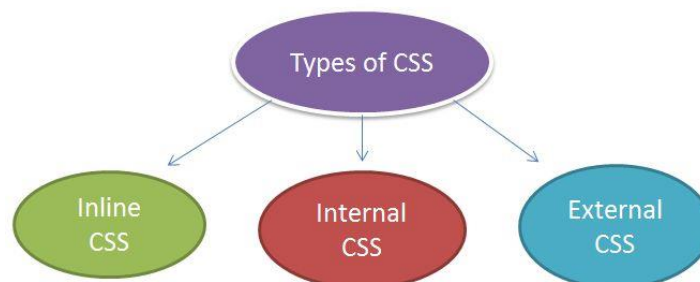 Types of CSS
Inline
CSS
Internal
CSS
External
CSS